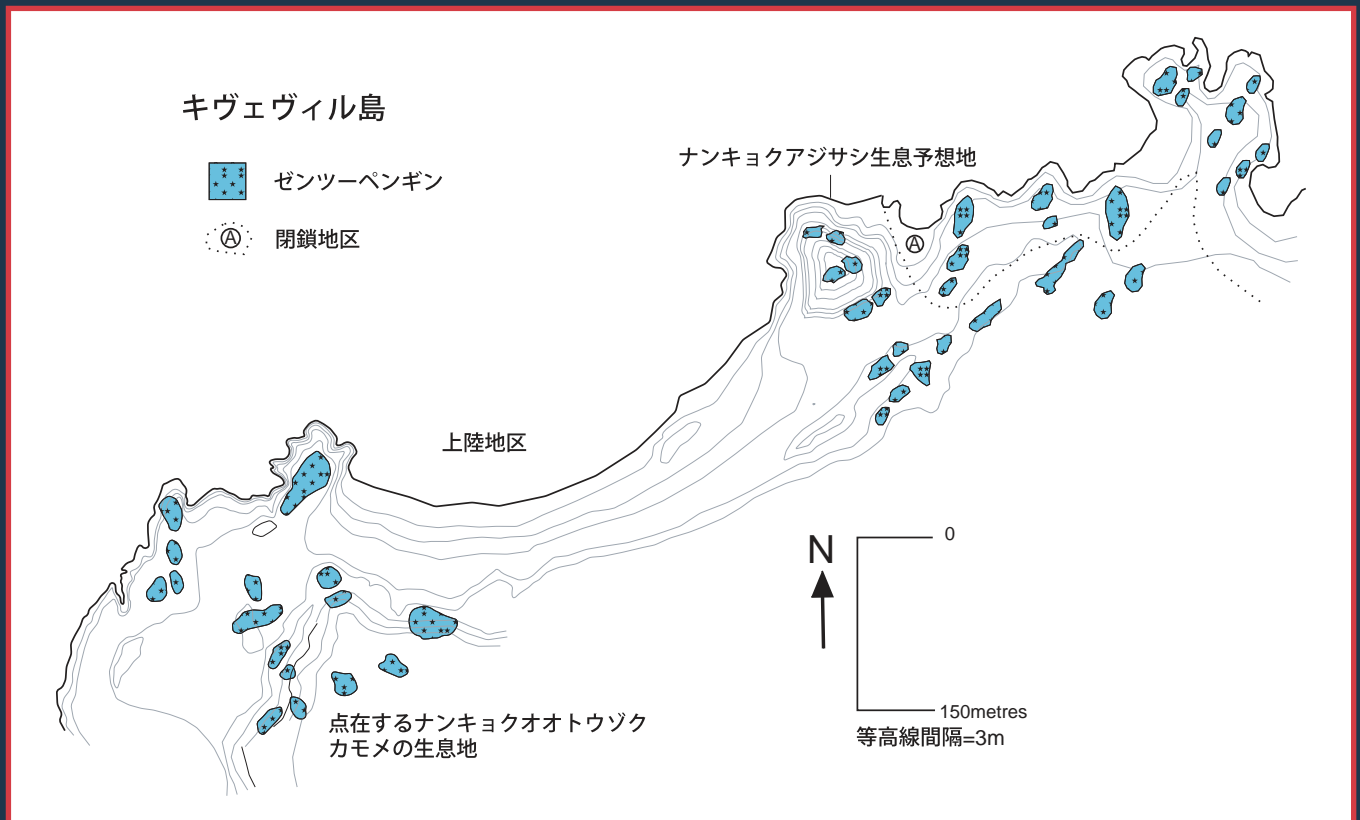 キヴェヴィル島
ゼンツーペンギン
Ⓐ 閉鎖地区
ナンキョクアジサシ生息予想地
Ⓐ
上陸地区
点在するナンキョクオオトウゾク
カモメの生息地
N
0
150metres
等高線間隔=3m